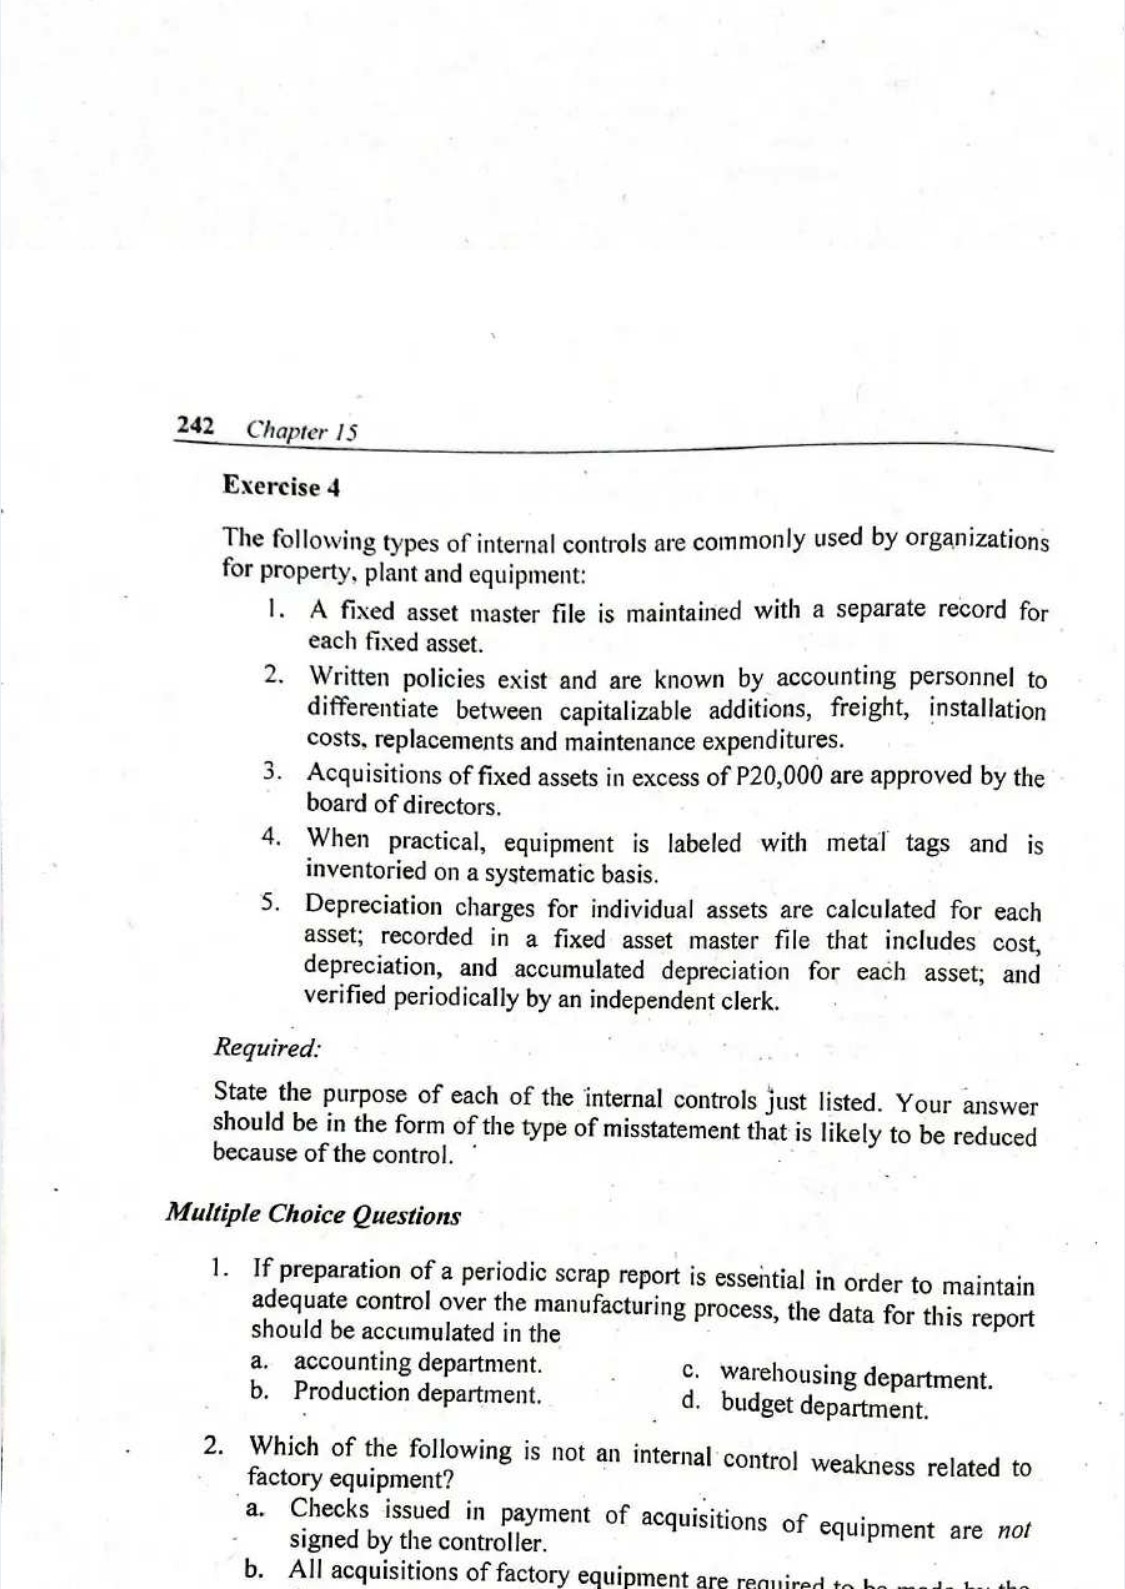 242 Chapter 15
Exercise 4
The following types of internal controls are commonly used by organizations
for property, plant and equipment:
1. A fixed asset master file is maintained with a separate record for
each fixed asset.
2. Written policies exist and are known by accounting personnel to
differentiate between capitalizable additions, freight, installation
costs, replacements and maintenance expenditures.
3. Acquisitions of fixed assets in excess of P20,000 are approved by the
board of directors.
4. When practical, equipment is labeled with metal tags and is
inventoried on a systematic basis.
5. Depreciation charges for individual assets are calculated for each
asset; recorded in a fixed asset master file that includes cost,
depreciation, and accumulated depreciation for each asset; and
verified periodically by an independent clerk.
Required:
State the purpose of each of the internal controls just listed. Your answer
should be in the form of the type of misstatement that is likely to be reduced
because of the control.
Multiple Choice Questions
1. If preparation of a periodic scrap report is essential in order to maintain
adequate control over the manufacturing process, the data for this report
should be accumulated in the
a. accounting department.
b. Production department.
c. warehousing department.
d. budget department.
2. Which of the following is not an internal control weakness related to
factory equipment?
a. Checks issued in payment of acquisitions of equipment are not
signed by the controller.
b. All acquisitions of factory equipment are required to be made by the